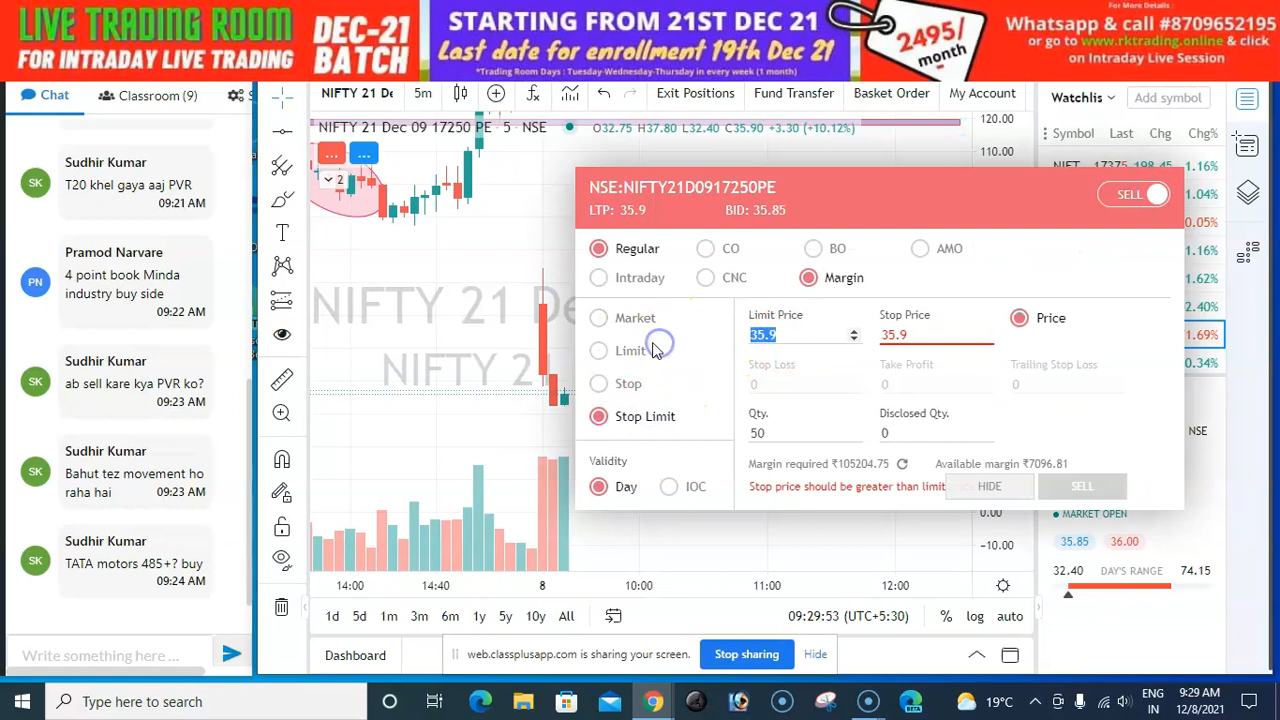 LIVE TRADING ROOM
FOR INTRADAY LIVE TRADING
DEC-21
BATCH
STARTING FROM 21ST DEC 21
Last date for enrollment 19th Dec 21
*Trading Room Days : Tuesday-Wednesday-Thursday in every week (1 month)
2495/
month
For More Details :
Whatsapp & call #8709652195
or go to www.rktrading.online & click
on Intraday Live Session
Chat
Classroom (9)
Sudhir Kumar
SK
T20 khel gaya aaj PVR
09:21 AM
Pramod Narvare
PN
4 point book Minda
industry buy side
09:22 AM
Sudhir Kumar
SK
ab sell kare kya PVR ko?
09:23 AM
Sudhir Kumar
SK
Bahut tez movement ho
raha hai
09:23 AM
Sudhir Kumar
SK
TATA motors 485+? buy
09:24 AM
Write something here ...
NIFTY 21 De 5m Exit Positions Fund Transfer Basket Order My Account
NIFTY 21 Dec 09 17250 PE · 5 · NSE O32.75 H37.80 L32.40 C35.90 +3.30 (+10.12%)
... ...
2
120.00
110.00
NIFTY 21 De
NIFTY 21
NSE:NIFTY21D0917250PE
LTP: 35.9 BID: 35.85
SELL
Regular CO BO AMO
Intraday CNC Margin
Market
Limit
Stop
Stop Limit
Limit Price Stop Price Price
35.9 35.9
Stop Loss Take Profit Trailing Stop Loss
0 0 0
Qty. Disclosed Qty.
50 0
Validity
Day IOC
Margin required ₹105204.75 Available margin ₹7096.81
Stop price should be greater than limit
HIDE SELL
0.00
−10.00
14:00 14:40 8 10:00 11:00 12:00
1d 5d 1m 3m 6m 1y 5y 10y All
09:29:53 (UTC+5:30) % log auto
Dashboard
web.classplusapp.com is sharing your screen. Stop sharing Hide
Watchlis Add symbol
Symbol Last Chg Chg%
NIFT 17375 198.45 1.16%
1.16%
NSE
MARKET OPEN
35.85 36.00
32.40 DAY'S RANGE 74.15
Type here to search
19°C
ENG
IN
9:29 AM
12/8/2021